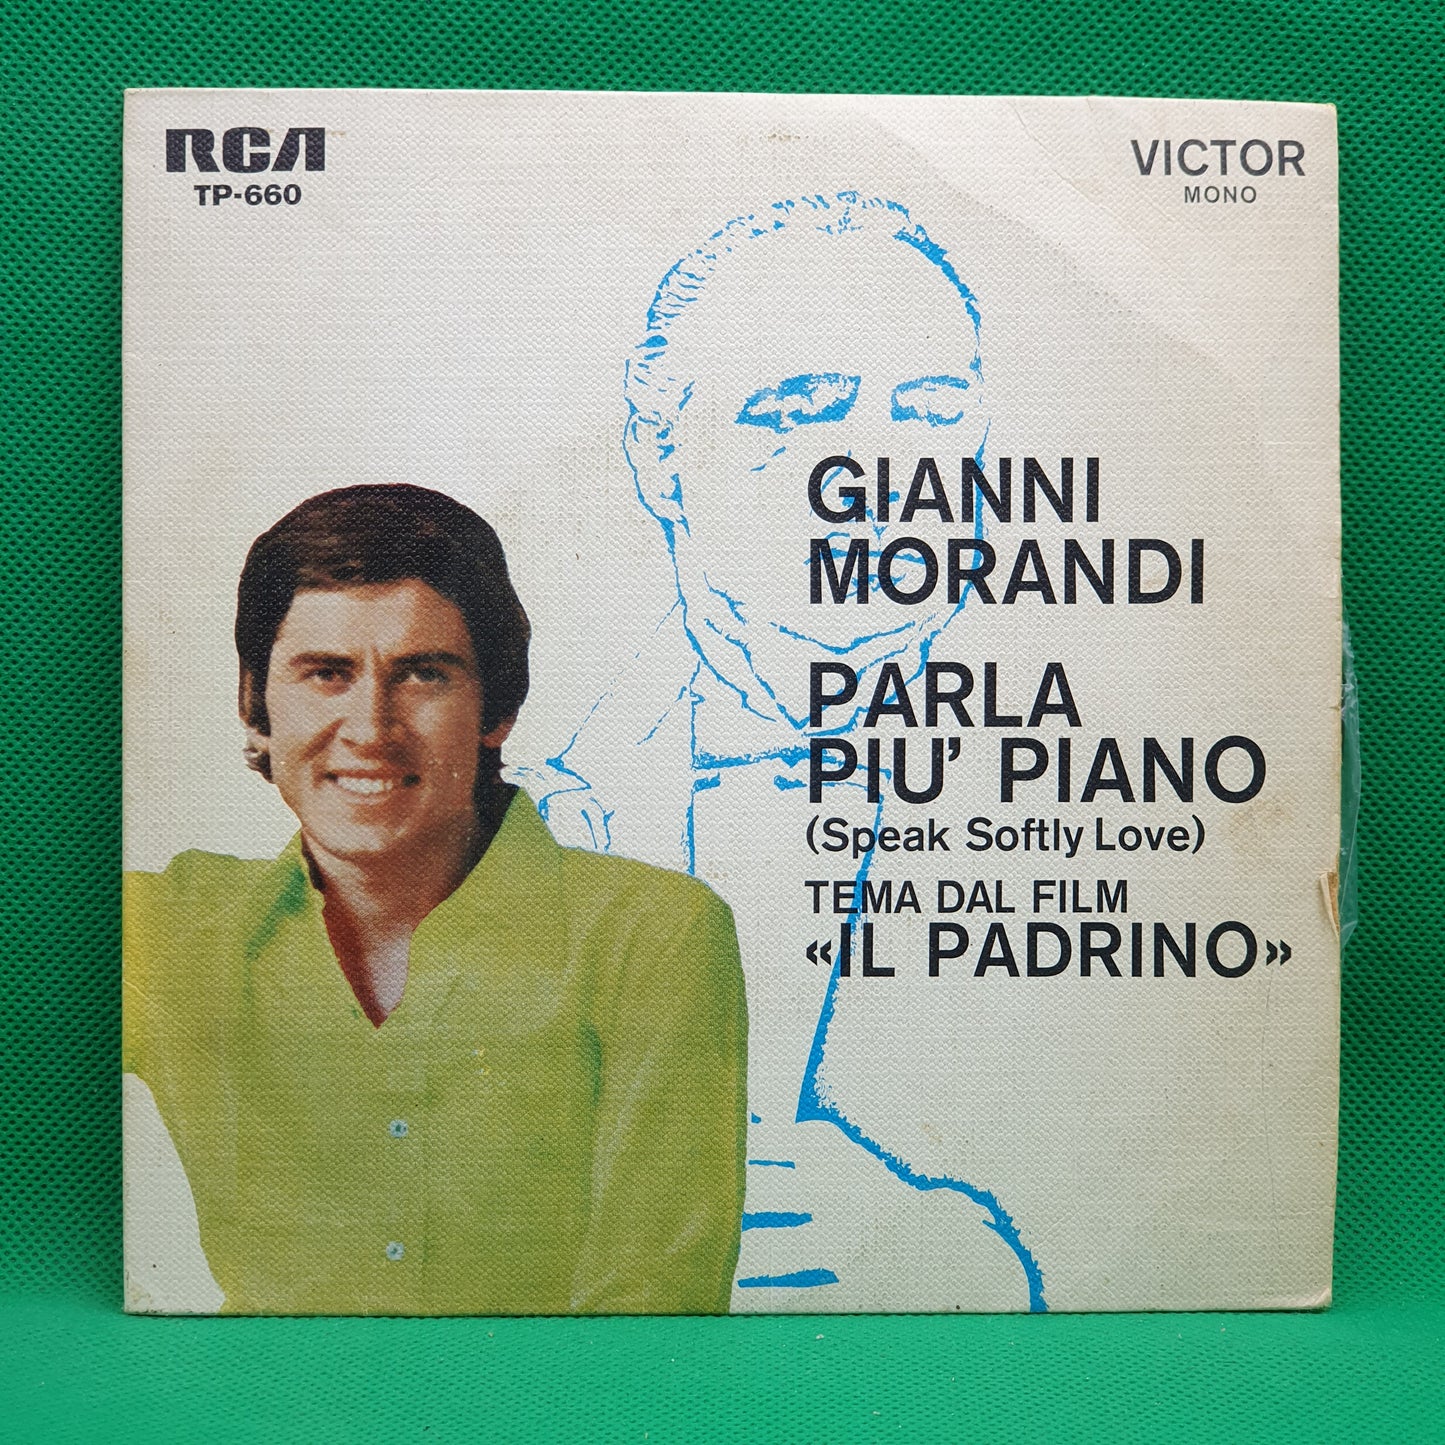 RCA
TP-660
VICTOR
MONO
GIANNI
MORANDI
PARLA
PIU' PIANO
(Speak Softly Love)
TEMA DAL FILM
«IL PADRINO»